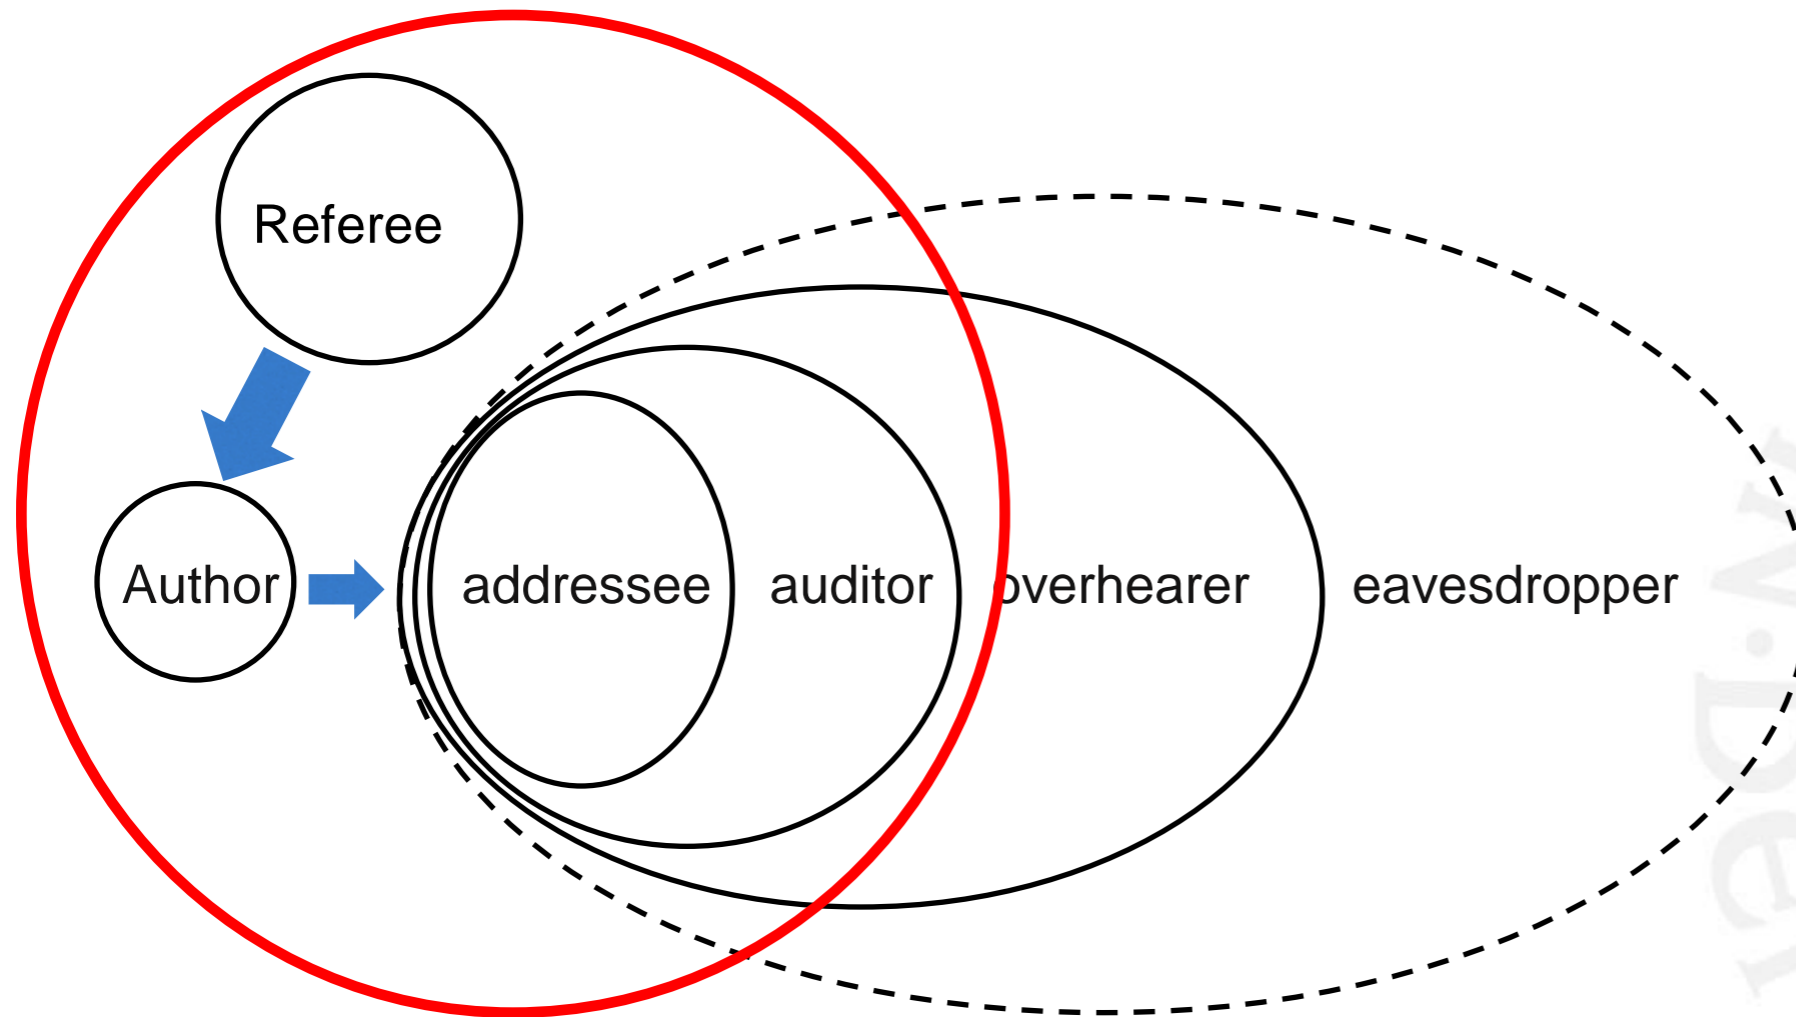 Referee
Author
addressee
auditor
overhearer
eavesdropper